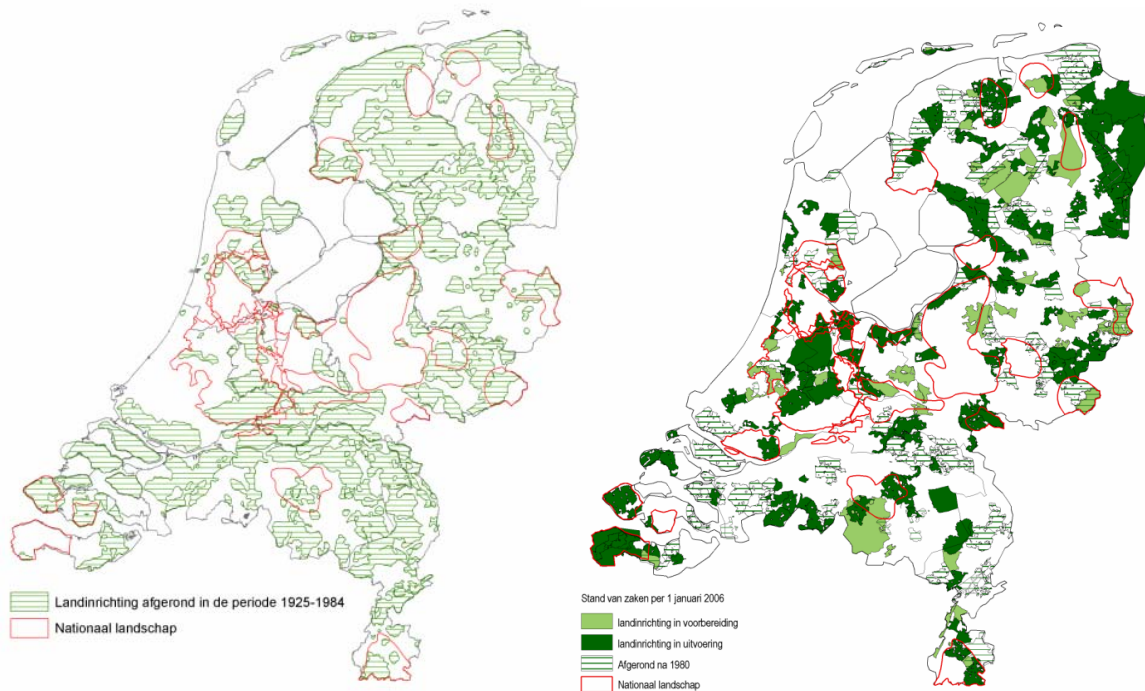 Landinrichting afgerond in de periode 1925-1984
Nationaal landschap
Stand van zaken per 1 januari 2006
landinrichting in voorbereiding
landinrichting in uitvoering
Afgerond na 1980
Nationaal landschap